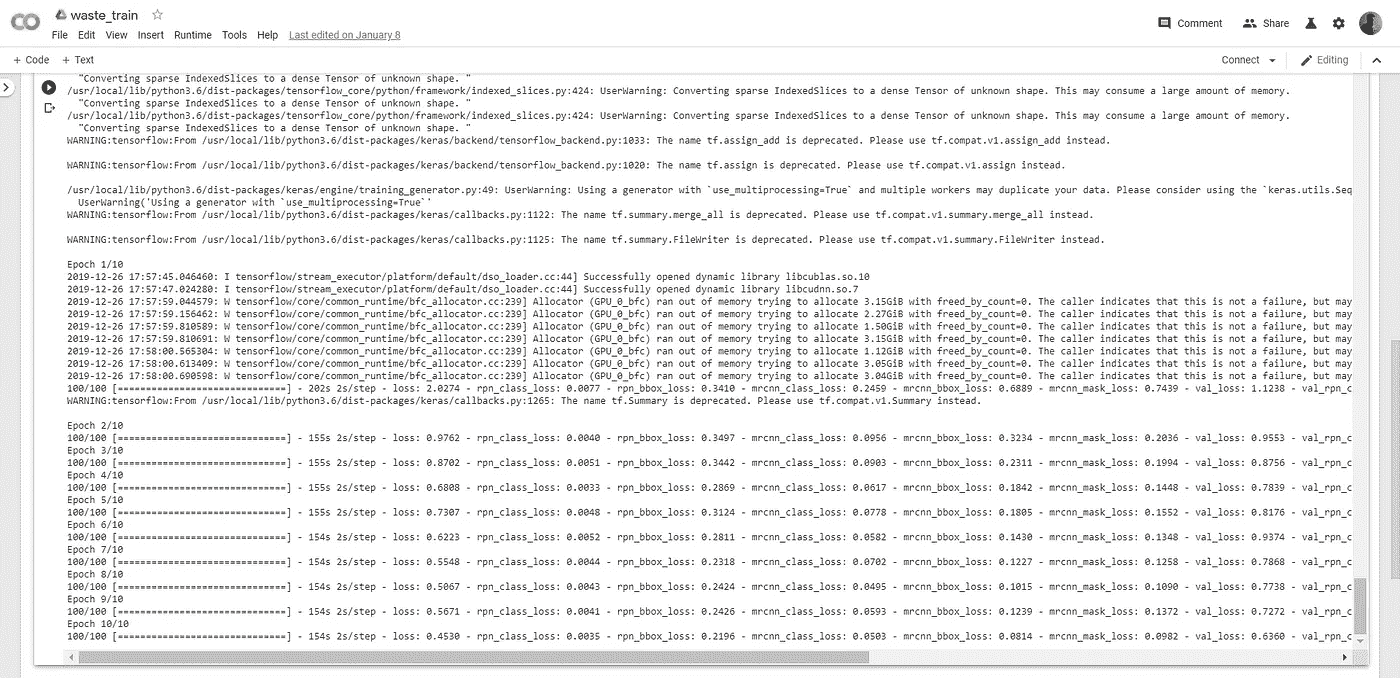 CO
waste_train
File Edit View Insert Runtime Tools Help Last edited on January 8
Comment Share
+ Code + Text
Connect Editing
"Converting sparse IndexedSlices to a dense Tensor of unknown shape. "
/usr/local/lib/python3.6/dist-packages/tensorflow_core/python/framework/indexed_slices.py:424: UserWarning: Converting sparse IndexedSlices to a dense Tensor of unknown shape. This may consume a large amount of memory.
"Converting sparse IndexedSlices to a dense Tensor of unknown shape. "
/usr/local/lib/python3.6/dist-packages/tensorflow_core/python/framework/indexed_slices.py:424: UserWarning: Converting sparse IndexedSlices to a dense Tensor of unknown shape. This may consume a large amount of memory.
"Converting sparse IndexedSlices to a dense Tensor of unknown shape. "
WARNING:tensorflow:From /usr/local/lib/python3.6/dist-packages/keras/backend/tensorflow_backend.py:1033: The name tf.assign_add is deprecated. Please use tf.compat.v1.assign_add instead.
WARNING:tensorflow:From /usr/local/lib/python3.6/dist-packages/keras/backend/tensorflow_backend.py:1020: The name tf.assign is deprecated. Please use tf.compat.v1.assign instead.
/usr/local/lib/python3.6/dist-packages/keras/engine/training_generator.py:49: UserWarning: Using a generator with `use_multiprocessing=True` and multiple workers may duplicate your data. Please consider using the `keras.utils.Seq
UserWarning('Using a generator with `use_multiprocessing=True`'
WARNING:tensorflow:From /usr/local/lib/python3.6/dist-packages/keras/callbacks.py:1122: The name tf.summary.merge_all is deprecated. Please use tf.compat.v1.summary.merge_all instead.
WARNING:tensorflow:From /usr/local/lib/python3.6/dist-packages/keras/callbacks.py:1125: The name tf.summary.FileWriter is deprecated. Please use tf.compat.v1.summary.FileWriter instead.
Epoch 1/10
2019-12-26 17:57:45.046460: I tensorflow/stream_executor/platform/default/dso_loader.cc:44] Successfully opened dynamic library libcublas.so.10
2019-12-26 17:57:47.024280: I tensorflow/stream_executor/platform/default/dso_loader.cc:44] Successfully opened dynamic library libcudnn.so.7
2019-12-26 17:57:59.044579: W tensorflow/core/common_runtime/bfc_allocator.cc:239] Allocator (GPU_0_bfc) ran out of memory trying to allocate 3.15GiB with freed_by_count=0. The caller indicates that this is not a failure, but may
2019-12-26 17:57:59.156462: W tensorflow/core/common_runtime/bfc_allocator.cc:239] Allocator (GPU_0_bfc) ran out of memory trying to allocate 2.27GiB with freed_by_count=0. The caller indicates that this is not a failure, but may
2019-12-26 17:57:59.810589: W tensorflow/core/common_runtime/bfc_allocator.cc:239] Allocator (GPU_0_bfc) ran out of memory trying to allocate 1.50GiB with freed_by_count=0. The caller indicates that this is not a failure, but may
2019-12-26 17:57:59.810691: W tensorflow/core/common_runtime/bfc_allocator.cc:239] Allocator (GPU_0_bfc) ran out of memory trying to allocate 3.15GiB with freed_by_count=0. The caller indicates that this is not a failure, but may
2019-12-26 17:58:00.565304: W tensorflow/core/common_runtime/bfc_allocator.cc:239] Allocator (GPU_0_bfc) ran out of memory trying to allocate 1.12GiB with freed_by_count=0. The caller indicates that this is not a failure, but may
2019-12-26 17:58:00.613409: W tensorflow/core/common_runtime/bfc_allocator.cc:239] Allocator (GPU_0_bfc) ran out of memory trying to allocate 3.05GiB with freed_by_count=0. The caller indicates that this is not a failure, but may
2019-12-26 17:58:00.690598: W tensorflow/core/common_runtime/bfc_allocator.cc:239] Allocator (GPU_0_bfc) ran out of memory trying to allocate 3.04GiB with freed_by_count=0. The caller indicates that this is not a failure, but may
100/100 [==============================] - 202s 2s/step - loss: 2.0274 - rpn_class_loss: 0.0077 - rpn_bbox_loss: 0.3410 - mrcnn_class_loss: 0.2459 - mrcnn_bbox_loss: 0.6889 - mrcnn_mask_loss: 0.7439 - val_loss: 1.1238 - val_rpn_c
WARNING:tensorflow:From /usr/local/lib/python3.6/dist-packages/keras/callbacks.py:1265: The name tf.Summary is deprecated. Please use tf.compat.v1.Summary instead.
Epoch 2/10
100/100 [==============================] - 155s 2s/step - loss: 0.9762 - rpn_class_loss: 0.0040 - rpn_bbox_loss: 0.3497 - mrcnn_class_loss: 0.0956 - mrcnn_bbox_loss: 0.3234 - mrcnn_mask_loss: 0.2036 - val_loss: 0.9553 - val_rpn_c
Epoch 3/10
100/100 [==============================] - 155s 2s/step - loss: 0.8702 - rpn_class_loss: 0.0051 - rpn_bbox_loss: 0.3442 - mrcnn_class_loss: 0.0903 - mrcnn_bbox_loss: 0.2311 - mrcnn_mask_loss: 0.1994 - val_loss: 0.8756 - val_rpn_c
Epoch 4/10
100/100 [==============================] - 155s 2s/step - loss: 0.6808 - rpn_class_loss: 0.0033 - rpn_bbox_loss: 0.2869 - mrcnn_class_loss: 0.0617 - mrcnn_bbox_loss: 0.1842 - mrcnn_mask_loss: 0.1448 - val_loss: 0.7839 - val_rpn_c
Epoch 5/10
100/100 [==============================] - 155s 2s/step - loss: 0.7307 - rpn_class_loss: 0.0048 - rpn_bbox_loss: 0.3124 - mrcnn_class_loss: 0.0778 - mrcnn_bbox_loss: 0.1805 - mrcnn_mask_loss: 0.1552 - val_loss: 0.8176 - val_rpn_c
Epoch 6/10
100/100 [==============================] - 154s 2s/step - loss: 0.6223 - rpn_class_loss: 0.0052 - rpn_bbox_loss: 0.2811 - mrcnn_class_loss: 0.0582 - mrcnn_bbox_loss: 0.1430 - mrcnn_mask_loss: 0.1348 - val_loss: 0.9374 - val_rpn_c
Epoch 7/10
100/100 [==============================] - 154s 2s/step - loss: 0.5548 - rpn_class_loss: 0.0044 - rpn_bbox_loss: 0.2318 - mrcnn_class_loss: 0.0702 - mrcnn_bbox_loss: 0.1227 - mrcnn_mask_loss: 0.1258 - val_loss: 0.7868 - val_rpn_c
Epoch 8/10
100/100 [==============================] - 154s 2s/step - loss: 0.5067 - rpn_class_loss: 0.0043 - rpn_bbox_loss: 0.2424 - mrcnn_class_loss: 0.0495 - mrcnn_bbox_loss: 0.1015 - mrcnn_mask_loss: 0.1090 - val_loss: 0.7738 - val_rpn_c
Epoch 9/10
100/100 [==============================] - 154s 2s/step - loss: 0.5671 - rpn_class_loss: 0.0041 - rpn_bbox_loss: 0.2426 - mrcnn_class_loss: 0.0593 - mrcnn_bbox_loss: 0.1239 - mrcnn_mask_loss: 0.1372 - val_loss: 0.7272 - val_rpn_c
Epoch 10/10
100/100 [==============================] - 154s 2s/step - loss: 0.4530 - rpn_class_loss: 0.0035 - rpn_bbox_loss: 0.2196 - mrcnn_class_loss: 0.0503 - mrcnn_bbox_loss: 0.0814 - mrcnn_mask_loss: 0.0982 - val_loss: 0.6360 - val_rpn_c